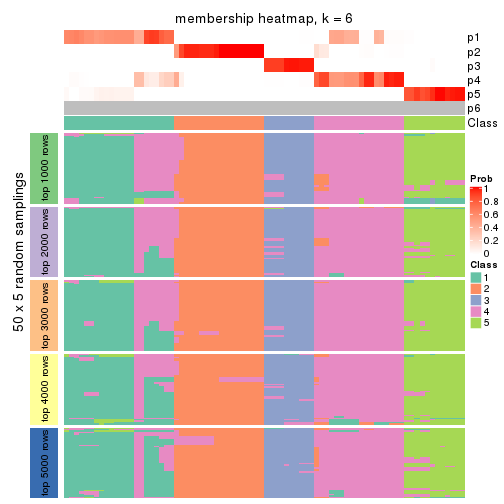 membership heatmap, k = 6
p1
p2
p3
p4
p5
p6
Class
50 x 5 random samplings
top 1000 rows
top 2000 rows
top 3000 rows
top 4000 rows
top 5000 rows
Prob
1
0.8
0.6
0.4
0.2
0
Class
1
2
3
4
5